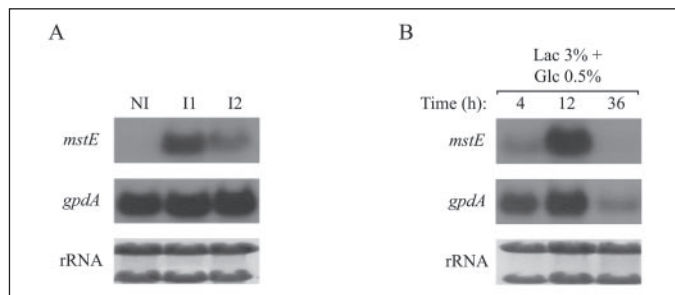 A
NI I1 I2
mstE
gpdA
rRNA
B
Lac 3% +
Glc 0.5%
Time (h): 4 12 36
mstE
gpdA
rRNA